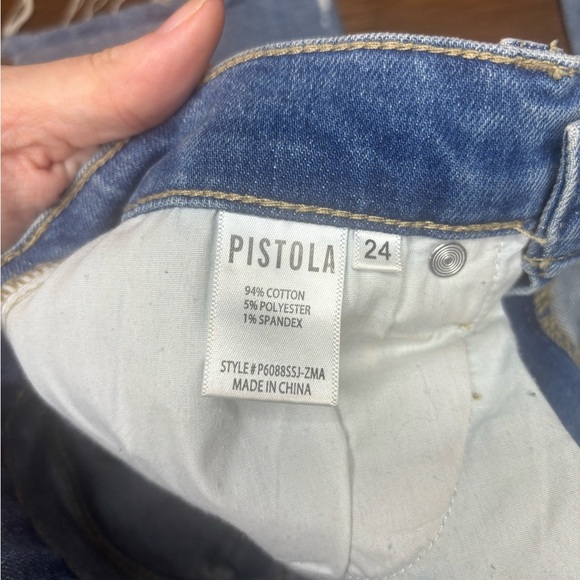 PISTOLA
24
94% COTTON
5% POLYESTER
1% SPANDEX
STYLE# P6088SSJ-ZMA
MADE IN CHINA